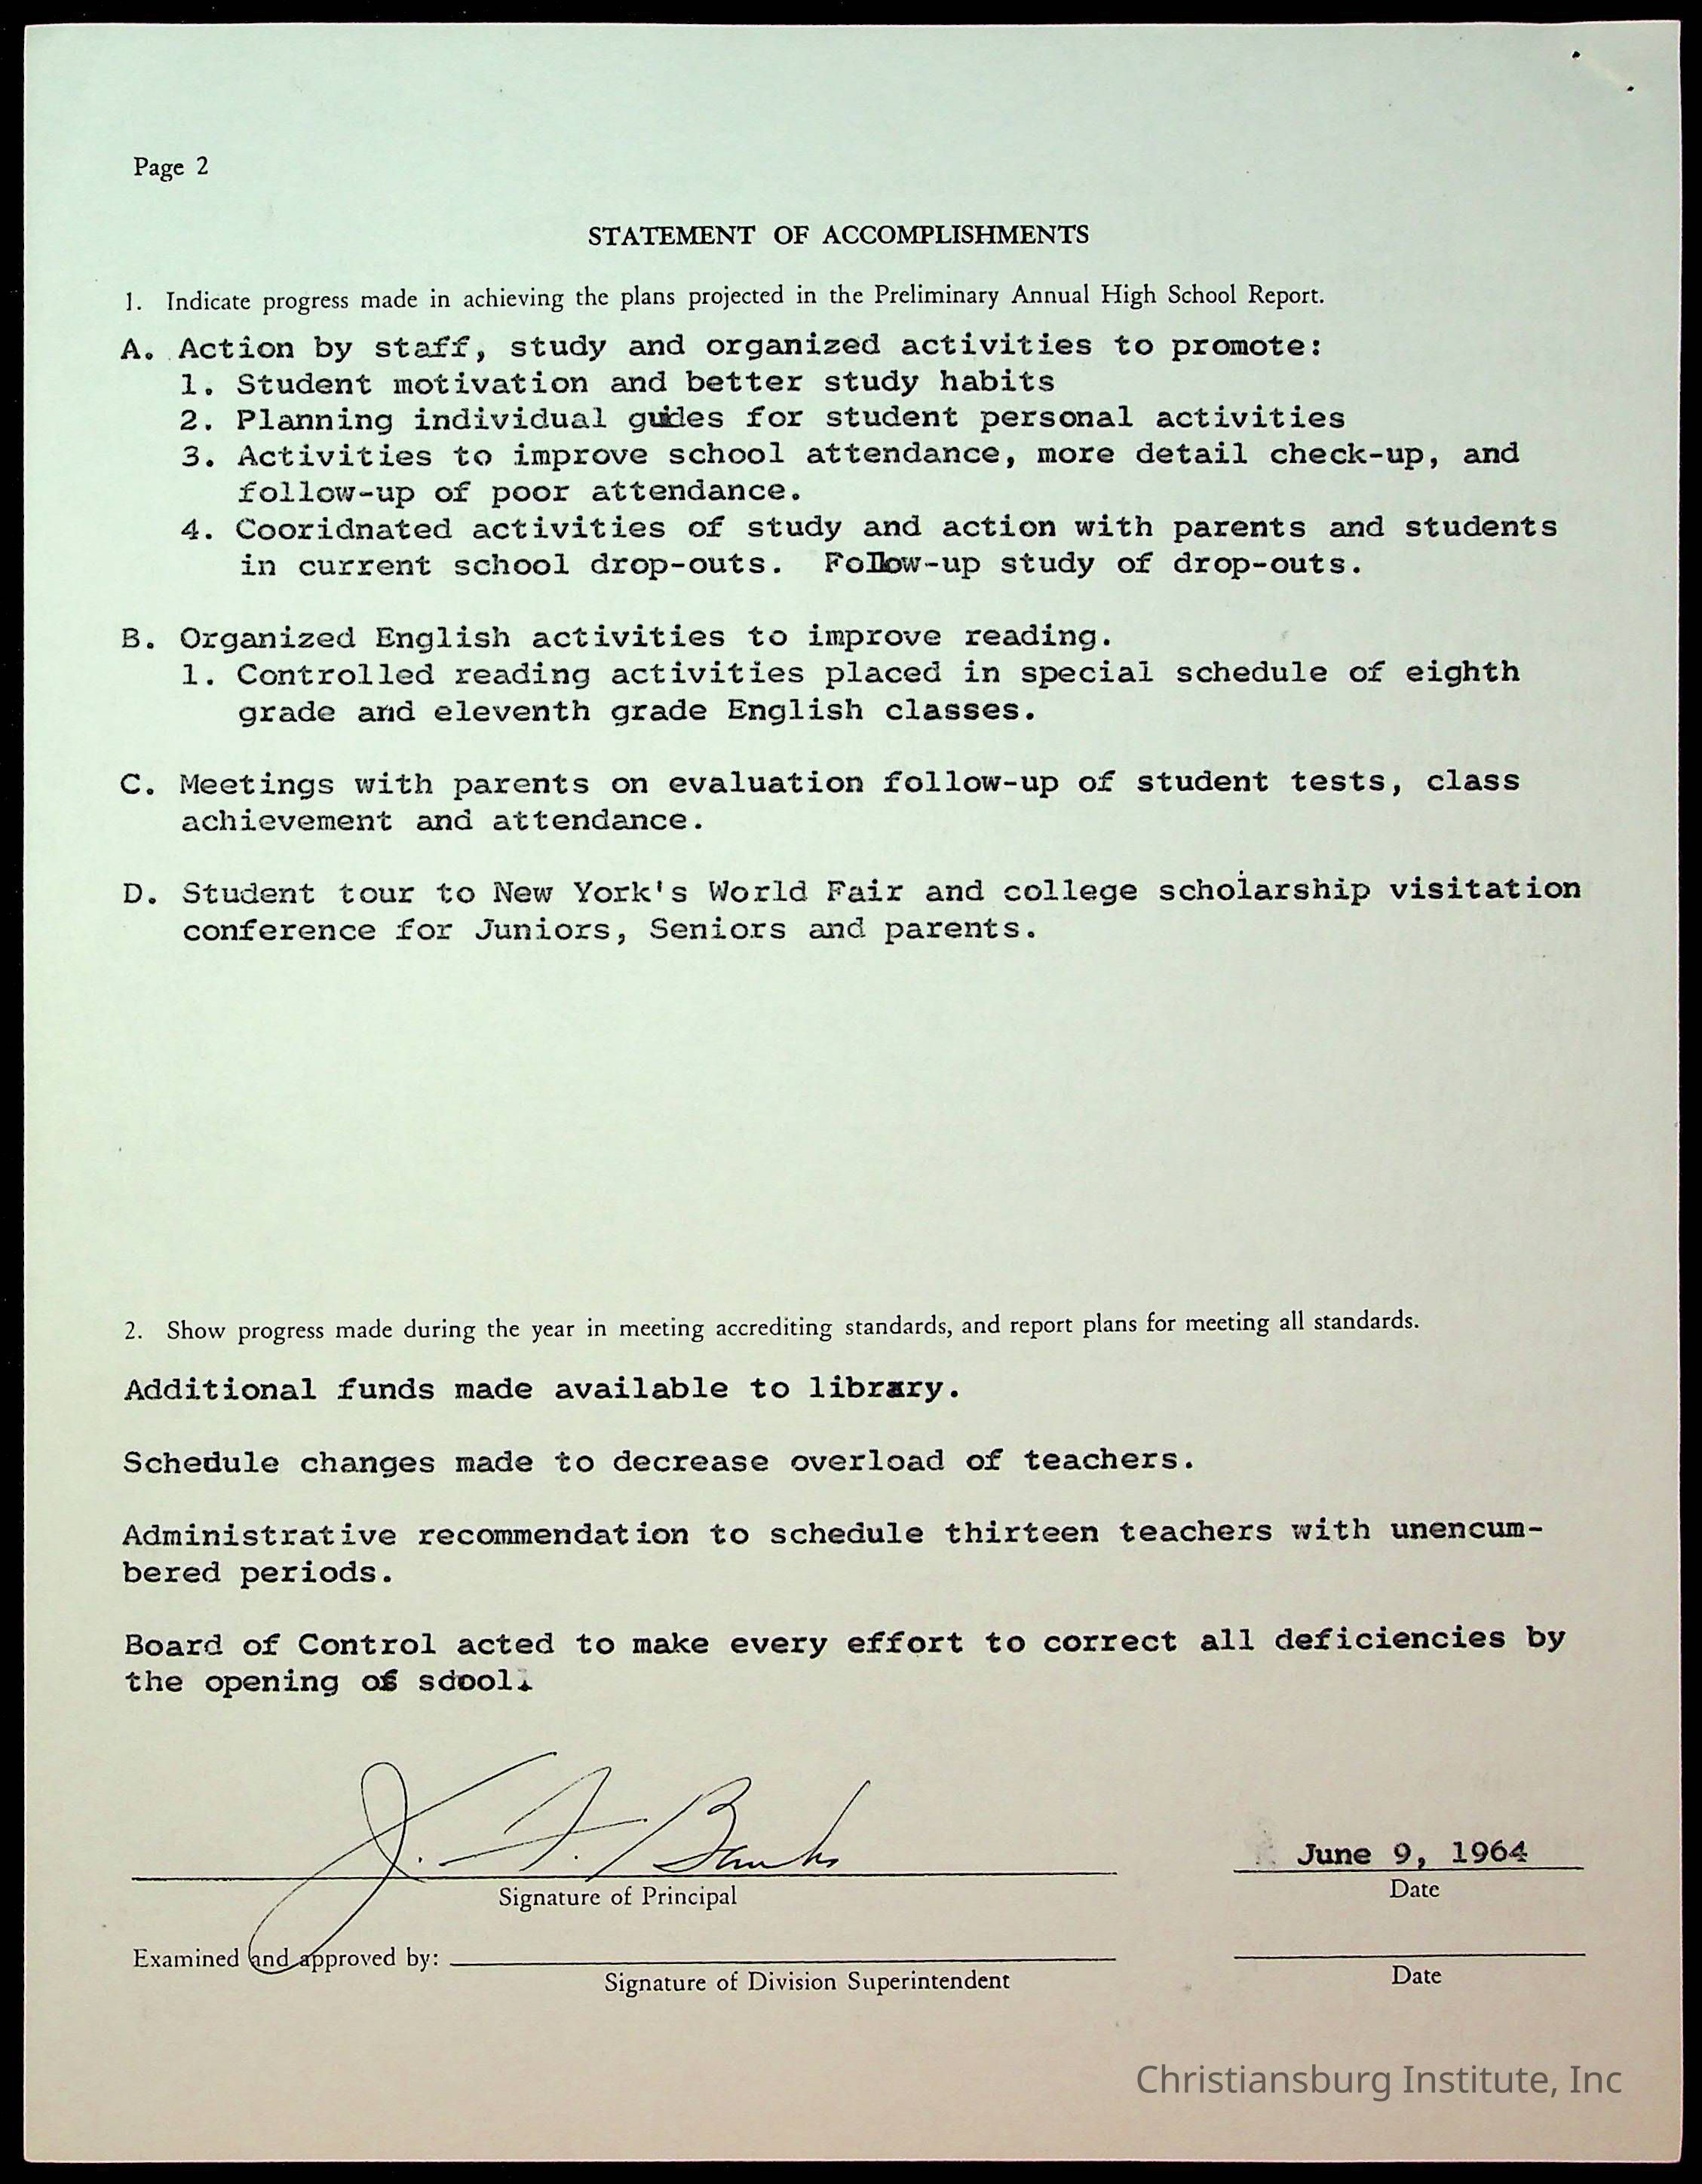 Page 2
STATEMENT OF ACCOMPLISHMENTS
1. Indicate progress made in achieving the plans projected in the Preliminary Annual High School Report.
A. Action by staff, study and organized activities to promote:
1. Student motivation and better study habits
2. Planning individual guides for student personal activities
3. Activities to improve school attendance, more detail check-up, and
follow-up of poor attendance.
4. Cooridnated activities of study and action with parents and students
in current school drop-outs. Follow-up study of drop-outs.
B. Organized English activities to improve reading.
1. Controlled reading activities placed in special schedule of eighth
grade and eleventh grade English classes.
C. Meetings with parents on evaluation follow-up of student tests, class
achievement and attendance.
D. Student tour to New York's World Fair and college scholarship visitation
conference for Juniors, Seniors and parents.
2. Show progress made during the year in meeting accrediting standards, and report plans for meeting all standards.
Additional funds made available to library.
Schedule changes made to decrease overload of teachers.
Administrative recommendation to schedule thirteen teachers with unencum-
bered periods.
Board of Control acted to make every effort to correct all deficiencies by
the opening of sdool.
J. F. Banks June 9, 1964
Signature of Principal Date
Examined and approved by:
Signature of Division Superintendent Date
Christiansburg Institute, Inc